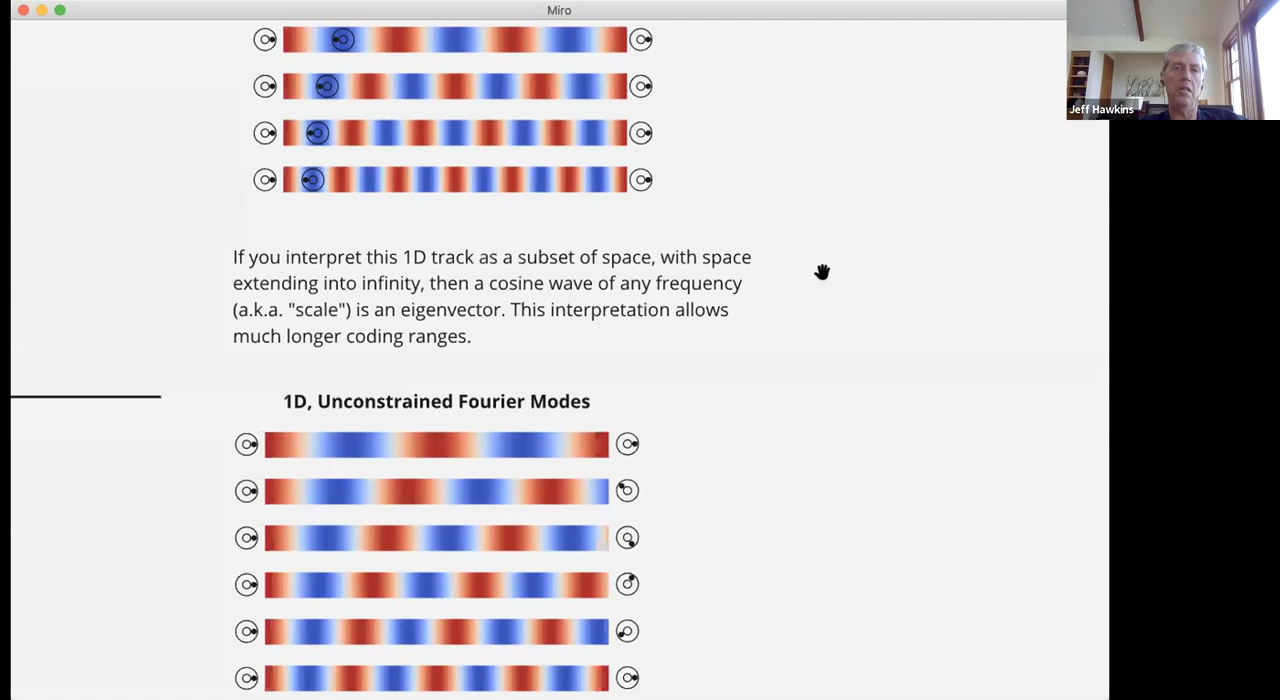 Miro
Jeff Hawkins
If you interpret this 1D track as a subset of space, with space
extending into infinity, then a cosine wave of any frequency
(a.k.a. "scale") is an eigenvector. This interpretation allows
much longer coding ranges.
1D, Unconstrained Fourier Modes